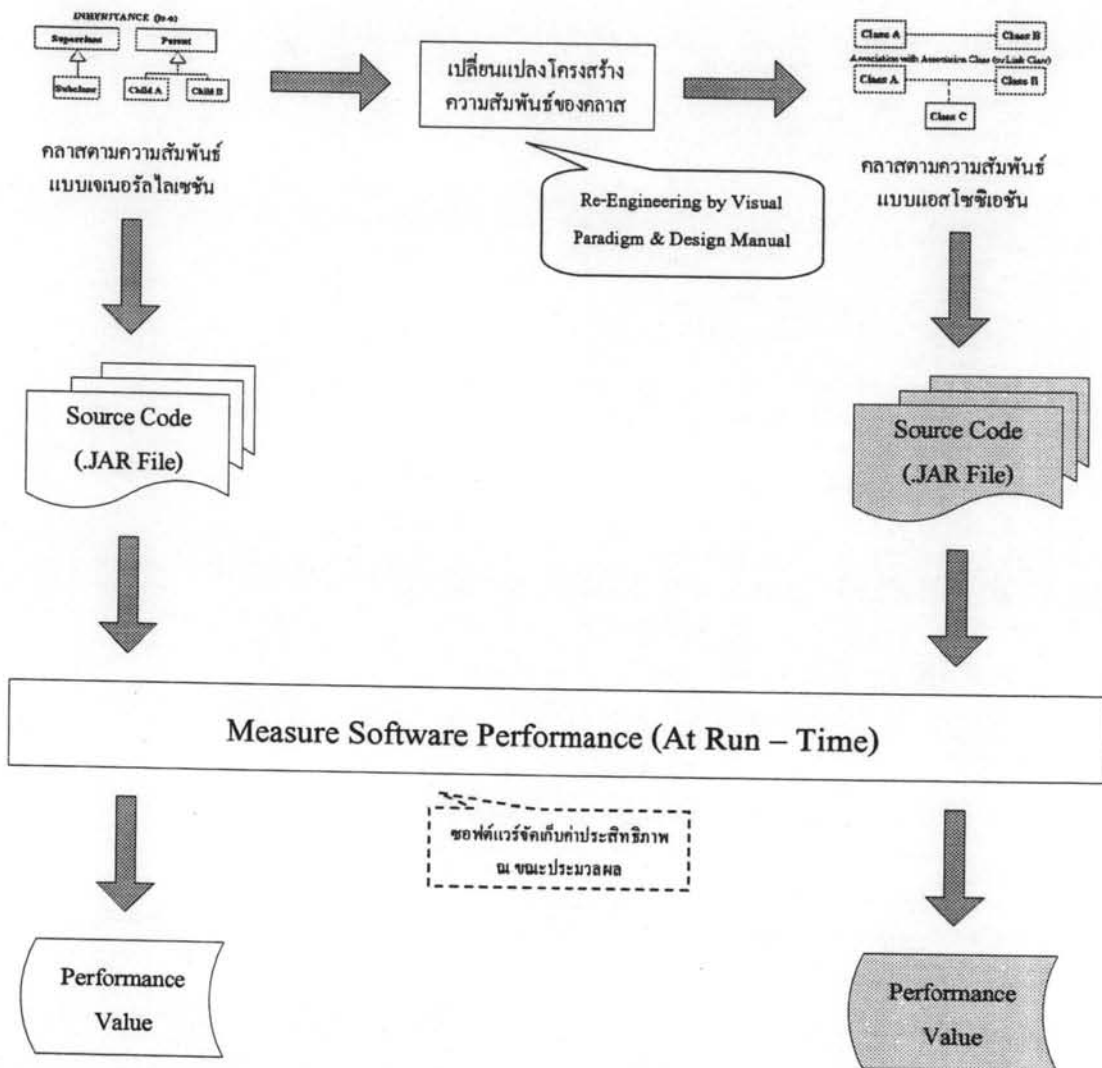 INHERITANCE (is-a)
Superclass
Parent
Subclass
Child A
Child B
คลาสตามความสัมพันธ์
แบบเจเนอรัลไลเซชัน
เปลี่ยนแปลงโครงสร้าง
ความสัมพันธ์ของคลาส
Re-Engineering by Visual
Paradigm & Design Manual
Class A
Class B
Association with Association Class (or Link Class)
Class A
Class B
Class C
คลาสตามความสัมพันธ์
แบบแอสโซซิเอชัน
Source Code
(.JAR File)
Source Code
(.JAR File)
Measure Software Performance (At Run – Time)
ซอฟต์แวร์จัดเก็บค่าประสิทธิภาพ
ณ ขณะประมวลผล
Performance
Value
Performance
Value